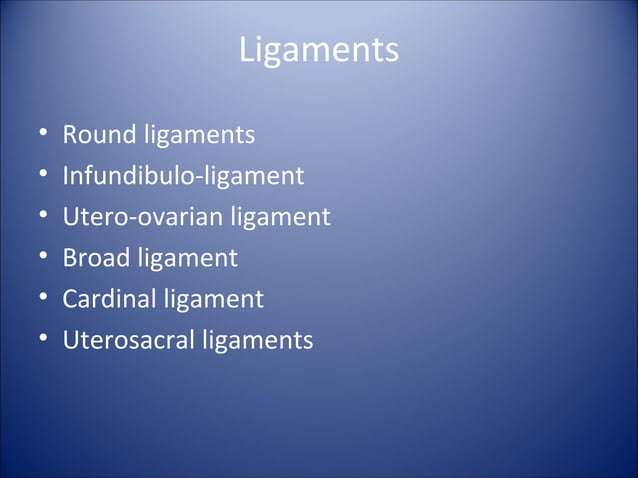 Ligaments
• Round ligaments
• Infundibulo-ligament
• Utero-ovarian ligament
• Broad ligament
• Cardinal ligament
• Uterosacral ligaments